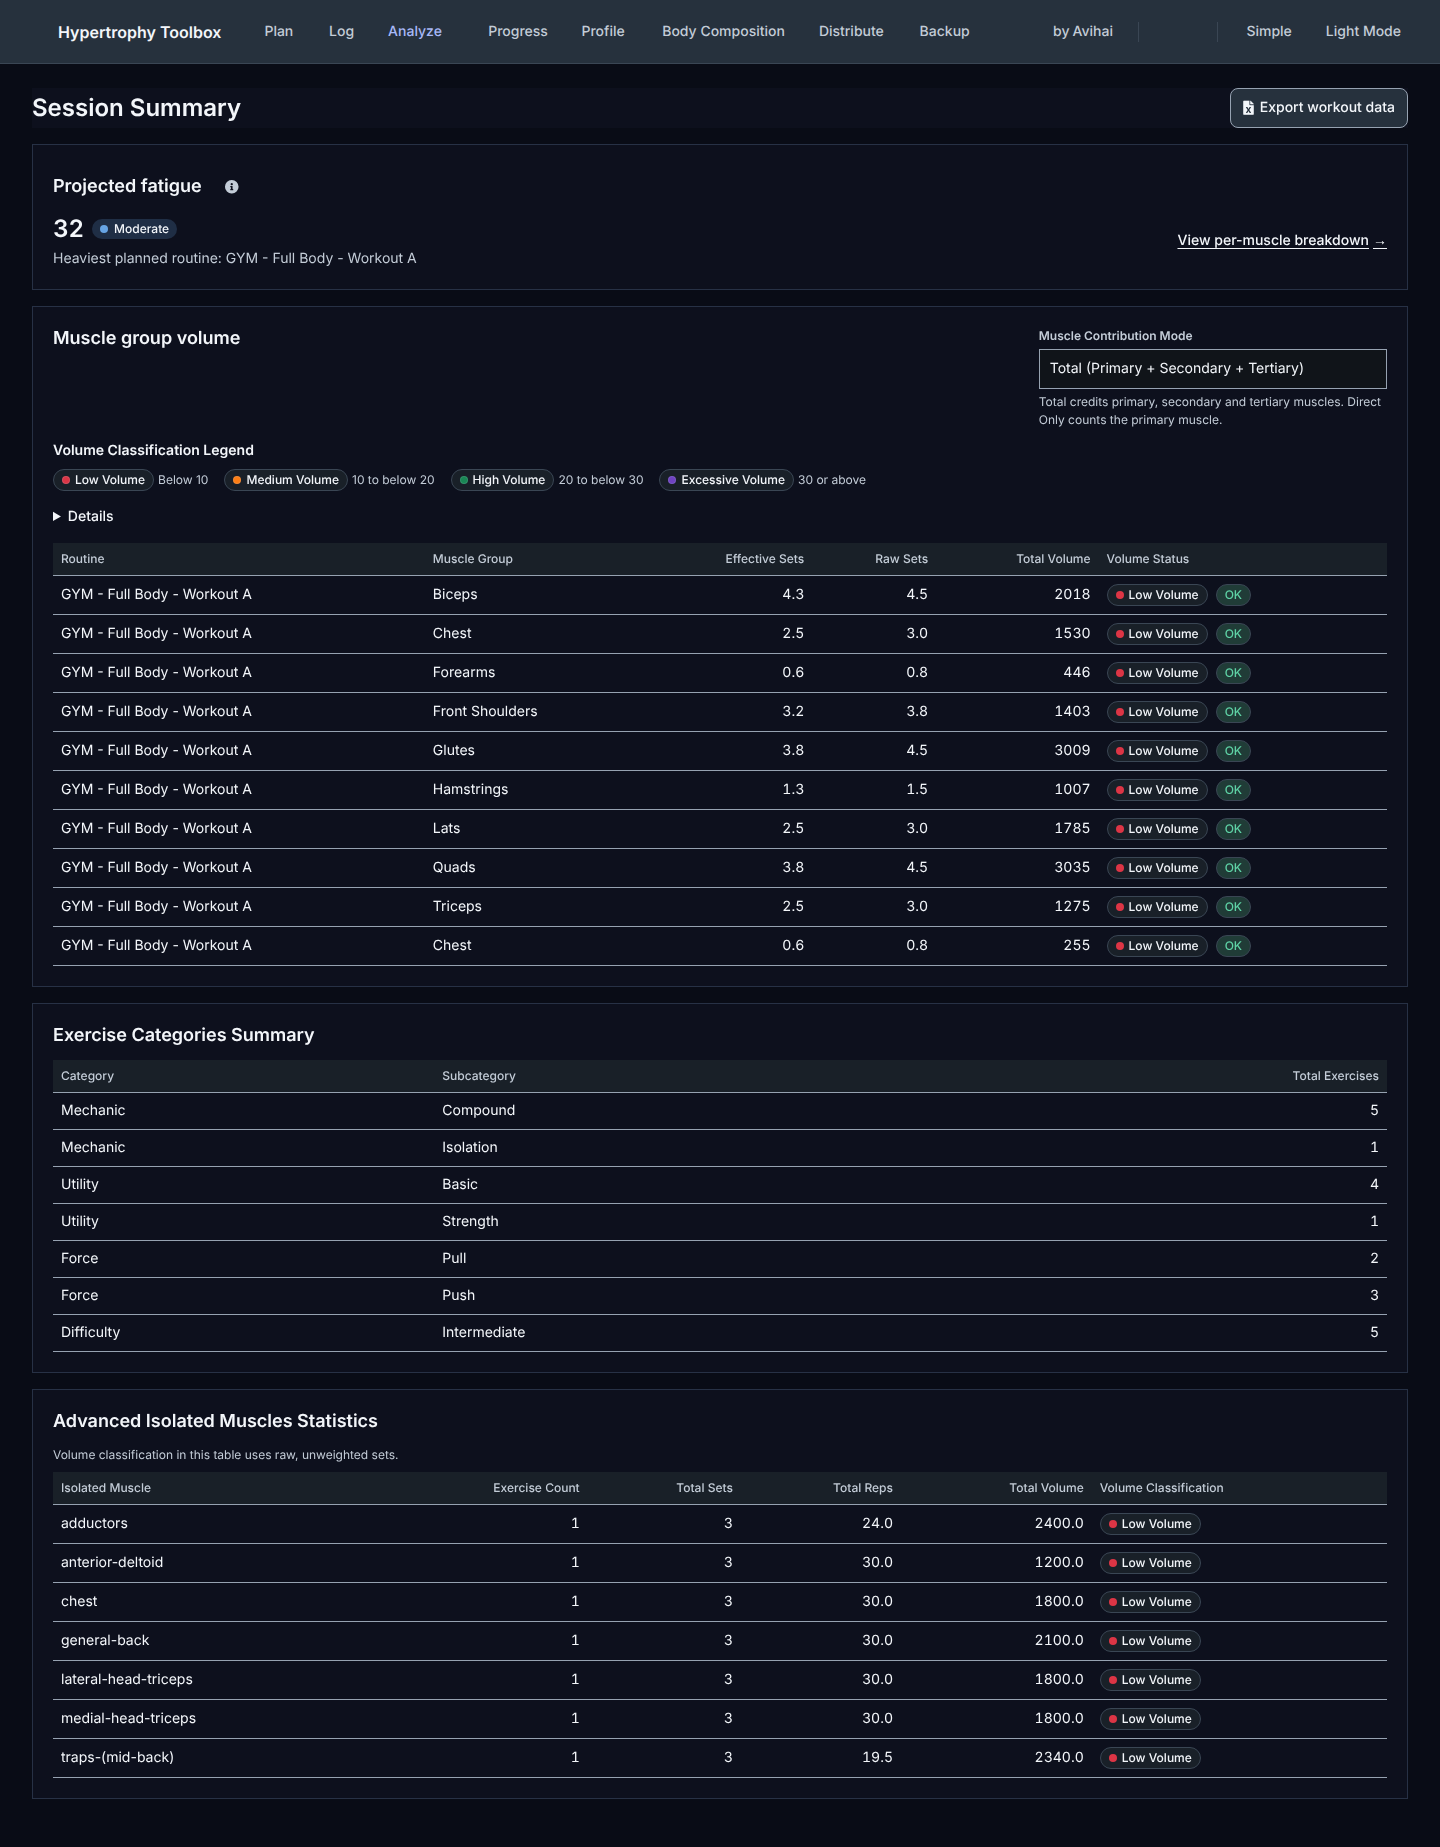 Hypertrophy Toolbox Plan Log Analyze Progress Profile Body Composition Distribute Backup by Avihai Simple Light Mode
Session Summary
Export workout data
Projected fatigue
32 Moderate
Heaviest planned routine: GYM - Full Body - Workout A
View per-muscle breakdown →
Muscle group volume
Muscle Contribution Mode
Total (Primary + Secondary + Tertiary)
Total credits primary, secondary and tertiary muscles. Direct
Only counts the primary muscle.
Volume Classification Legend
Low Volume Below 10 Medium Volume 10 to below 20 High Volume 20 to below 30 Excessive Volume 30 or above
Details
Routine Muscle Group Effective Sets Raw Sets Total Volume Volume Status
GYM - Full Body - Workout A Biceps 4.3 4.5 2018 Low Volume OK
GYM - Full Body - Workout A Chest 2.5 3.0 1530 Low Volume OK
GYM - Full Body - Workout A Forearms 0.6 0.8 446 Low Volume OK
GYM - Full Body - Workout A Front Shoulders 3.2 3.8 1403 Low Volume OK
GYM - Full Body - Workout A Glutes 3.8 4.5 3009 Low Volume OK
GYM - Full Body - Workout A Hamstrings 1.3 1.5 1007 Low Volume OK
GYM - Full Body - Workout A Lats 2.5 3.0 1785 Low Volume OK
GYM - Full Body - Workout A Quads 3.8 4.5 3035 Low Volume OK
GYM - Full Body - Workout A Triceps 2.5 3.0 1275 Low Volume OK
GYM - Full Body - Workout A Chest 0.6 0.8 255 Low Volume OK
Exercise Categories Summary
Category Subcategory Total Exercises
Mechanic Compound 5
Mechanic Isolation 1
Utility Basic 4
Utility Strength 1
Force Pull 2
Force Push 3
Difficulty Intermediate 5
Advanced Isolated Muscles Statistics
Volume classification in this table uses raw, unweighted sets.
Isolated Muscle Exercise Count Total Sets Total Reps Total Volume Volume Classification
adductors 1 3 24.0 2400.0 Low Volume
anterior-deltoid 1 3 30.0 1200.0 Low Volume
chest 1 3 30.0 1800.0 Low Volume
general-back 1 3 30.0 2100.0 Low Volume
lateral-head-triceps 1 3 30.0 1800.0 Low Volume
medial-head-triceps 1 3 30.0 1800.0 Low Volume
traps-(mid-back) 1 3 19.5 2340.0 Low Volume